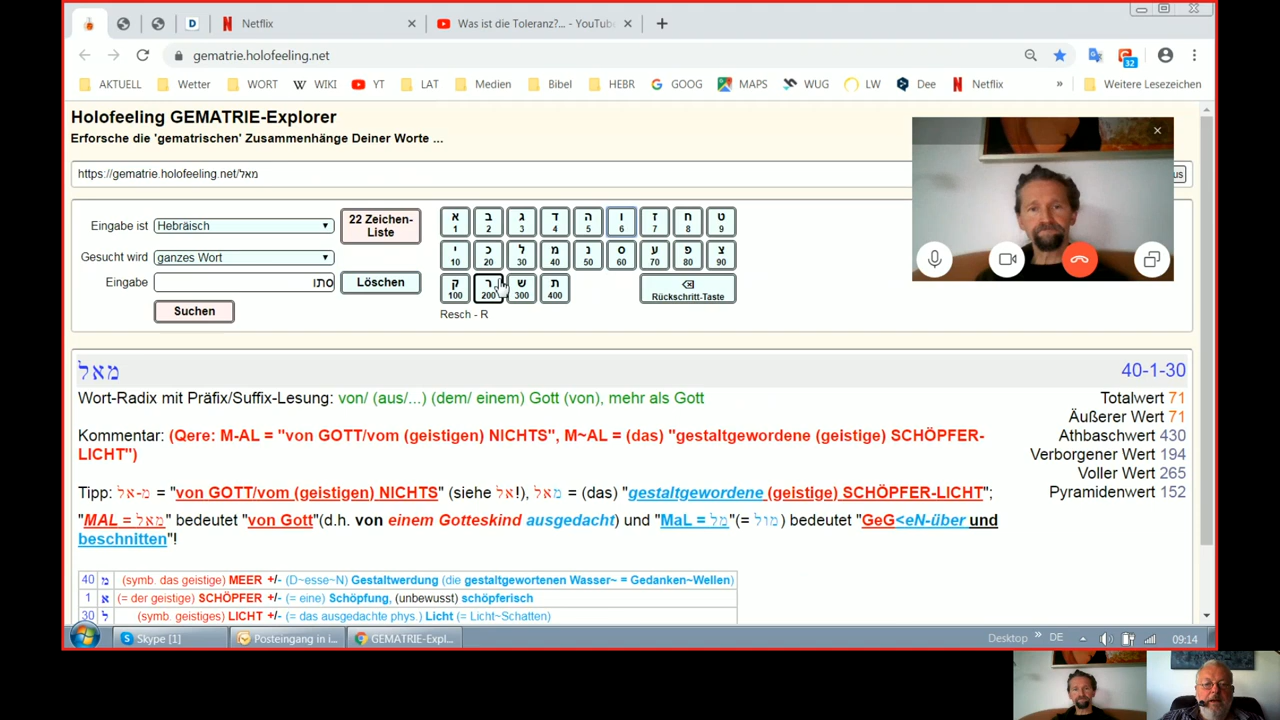 Netflix
Was ist die Toleranz?... - YouTub
gematrie.holofeeling.net
32
AKTUELL Wetter WORT WIKI YT LAT Medien Bibel HEBR GOOG MAPS WUG LW Dee Netflix » Weitere Lesezeichen
Holofeeling GEMATRIE-Explorer
Erforsche die 'gematrischen' Zusammenhänge Deiner Worte ...
https://gematrie.holofeeling.net/מאל
us
Eingabe ist Hebräisch
22 Zeichen-Liste
Gesucht wird ganzes Wort
Eingabe סתו Löschen
Suchen
א ב ג ד ה ו ז ח ט
1 2 3 4 5 6 7 8 9
י כ ל מ נ ס ע פ צ
10 20 30 40 50 60 70 80 90
ק ר ש ת
100 200 300 400 Rückschritt-Taste
Resch - R
מאל 40-1-30
Wort-Radix mit Präfix/Suffix-Lesung: von/ (aus/...) (dem/ einem) Gott (von), mehr als Gott
Totalwert 71
Äußerer Wert 71
Athbaschwert 430
Verborgener Wert 194
Voller Wert 265
Pyramidenwert 152
Kommentar: (Qere: M-AL = "von GOTT/vom (geistigen) NICHTS", M~AL = (das) "gestaltgewordene (geistige) SCHÖPFER-
LICHT")
Tipp: מ-אל = "von GOTT/vom (geistigen) NICHTS" (siehe אל!), מאל = (das) "gestaltgewordene (geistige) SCHÖPFER-LICHT";
"MAL = מאל" bedeutet "von Gott"(d.h. von einem Gotteskind ausgedacht) und "MaL = מל"(= מול) bedeutet "GeG<eN-über und
beschnitten"!
40 מ (symb. das geistige) MEER +/- (D~esse~N) Gestaltwerdung (die gestaltgewortenen Wasser~ = Gedanken~Wellen)
1 א (= der geistige) SCHÖPFER +/- (= eine) Schöpfung, (unbewusst) schöpferisch
30 ל (symb. geistiges) LICHT +/- (= das ausgedachte phys.) Licht (= Licht~Schatten)
Skype [1] Posteingang in i... GEMATRIE-Expl... Desktop » DE 09:14